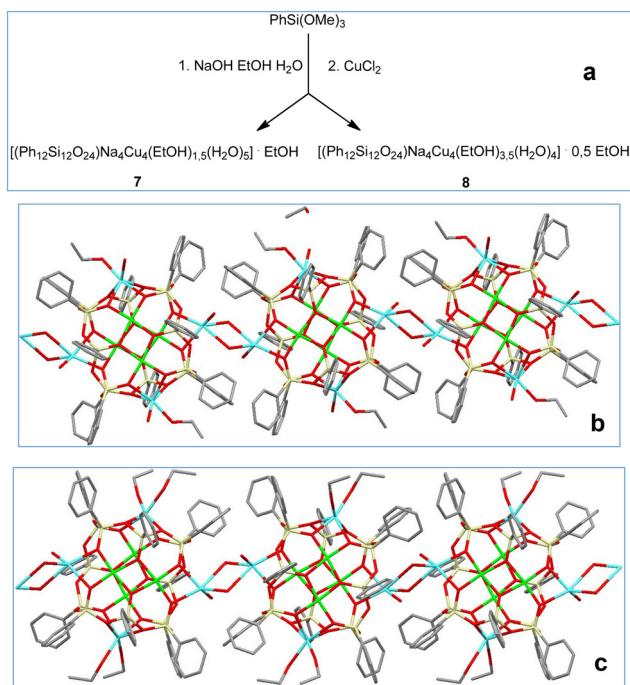 PhSi(OMe)3
1. NaOH EtOH H2O 2. CuCl2
a
[(Ph12Si12O24)Na4Cu4(EtOH)1,5(H2O)5] · EtOH [(Ph12Si12O24)Na4Cu4(EtOH)3,5(H2O)4] · 0,5 EtOH
7 8
b
c